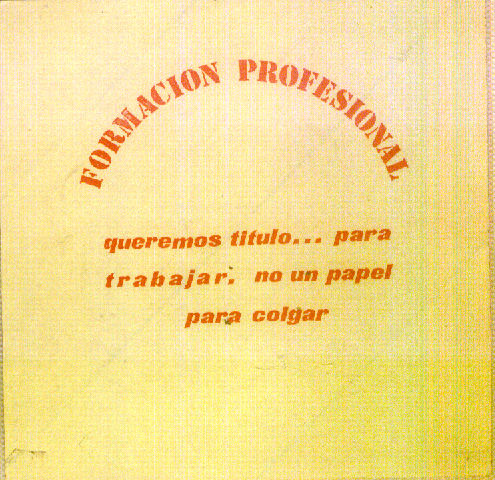 FORMACION PROFESIONAL
queremos titulo... para
trabajar. no un papel
para colgar